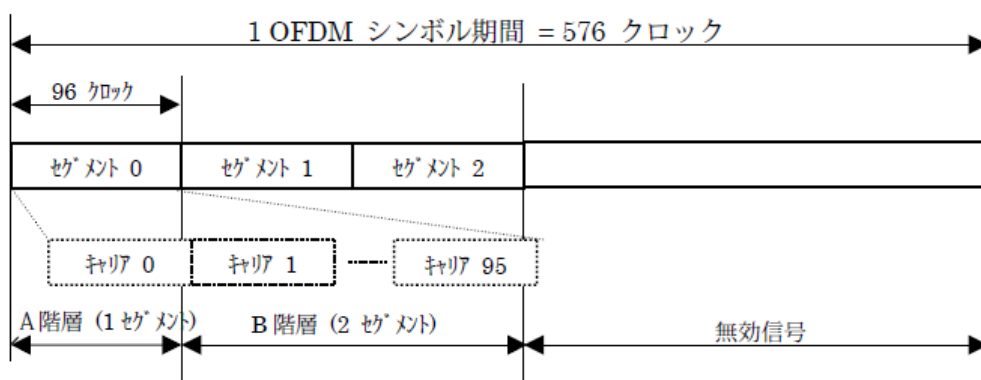 1 OFDM シンボル期間 = 576 クロック
96 ｸﾛｯｸ
ｾｸﾞﾒﾝﾄ 0
ｾｸﾞﾒﾝﾄ 1
ｾｸﾞﾒﾝﾄ 2
ｷｬﾘｱ 0
ｷｬﾘｱ 1
ｷｬﾘｱ 95
A階層 (1ｾｸﾞﾒﾝﾄ)
B 階層 (2 ｾｸﾞﾒﾝﾄ)
無効信号